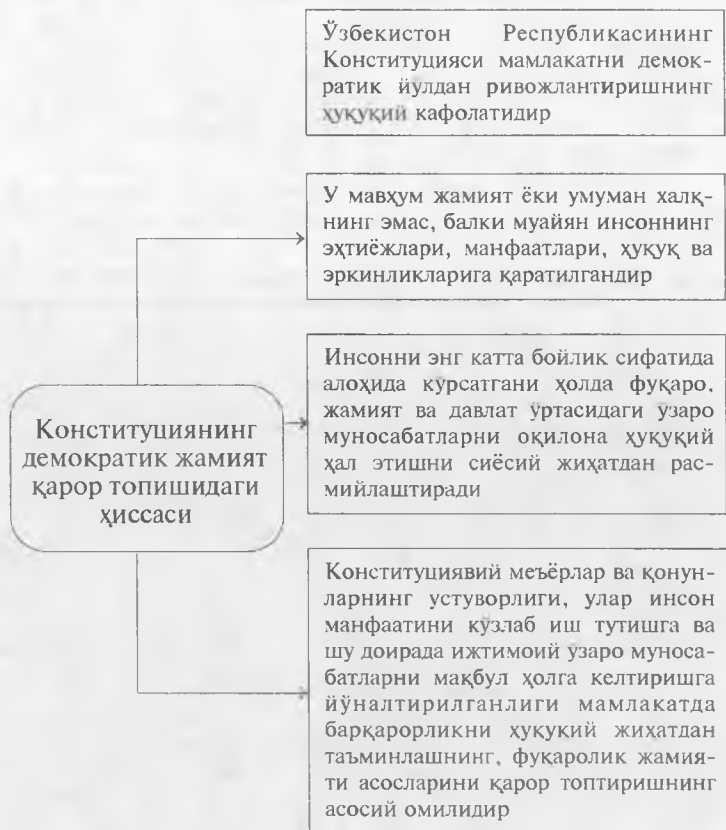 Ўзбекистон Республикасининг
Конституцияси мамлакатни демок-
ратик йўлдан ривожлантиришнинг
ҳуқуқий кафолатидир
У мавҳум жамият ёки умуман халқ-
нинг эмас, балки муайян инсоннинг
эҳтиёжлари, манфаатлари, ҳуқуқ ва
эркинликларига қаратилгандир
Инсонни энг катта бойлик сифатида
алоҳида кўрсатгани ҳолда фуқаро,
жамият ва давлат ўртасидаги ўзаро
муносабатларни оқилона ҳуқуқий
ҳал этишни сиёсий жиҳатдан рас-
мийлаштиради
Конституциянинг
демократик жамият
қарор топишидаги
ҳиссаси
Конституциявий меъёрлар ва қонун-
ларнинг устуворлиги, улар инсон
манфаатини кўзлаб иш тутишга ва
шу доирада ижтимоий ўзаро муноса-
батларни мақбул ҳолга келтиришга
йўналтирилганлиги мамлакатда
барқарорликни ҳуқуқий жиҳатдан
таъминлашнинг, фуқаролик жамия-
ти асосларини қарор топтиришнинг
асосий омилидир